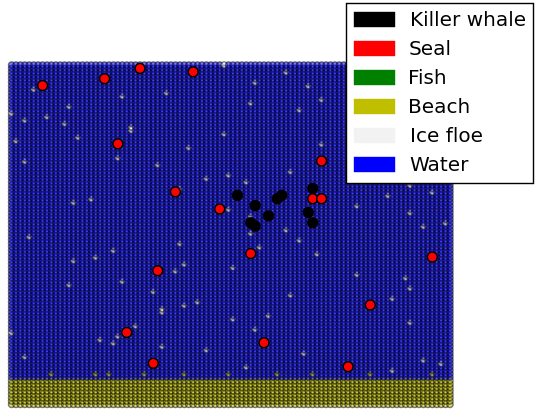 Killer whale
Seal
Fish
Beach
Ice floe
Water